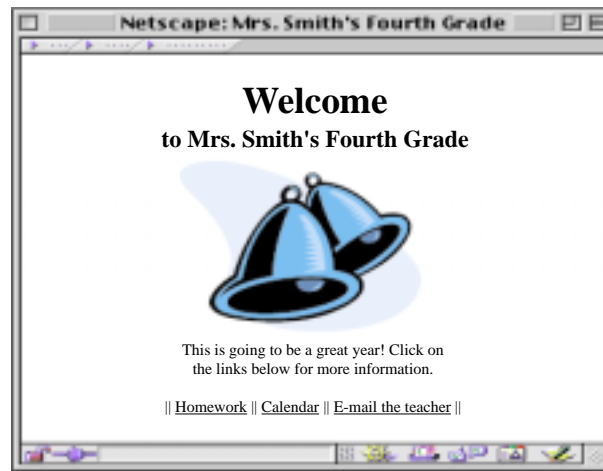 Netscape: Mrs. Smith's Fourth Grade
Welcome
to Mrs. Smith's Fourth Grade
This is going to be a great year! Click on
the links below for more information.
|| Homework || Calendar || E-mail the teacher ||